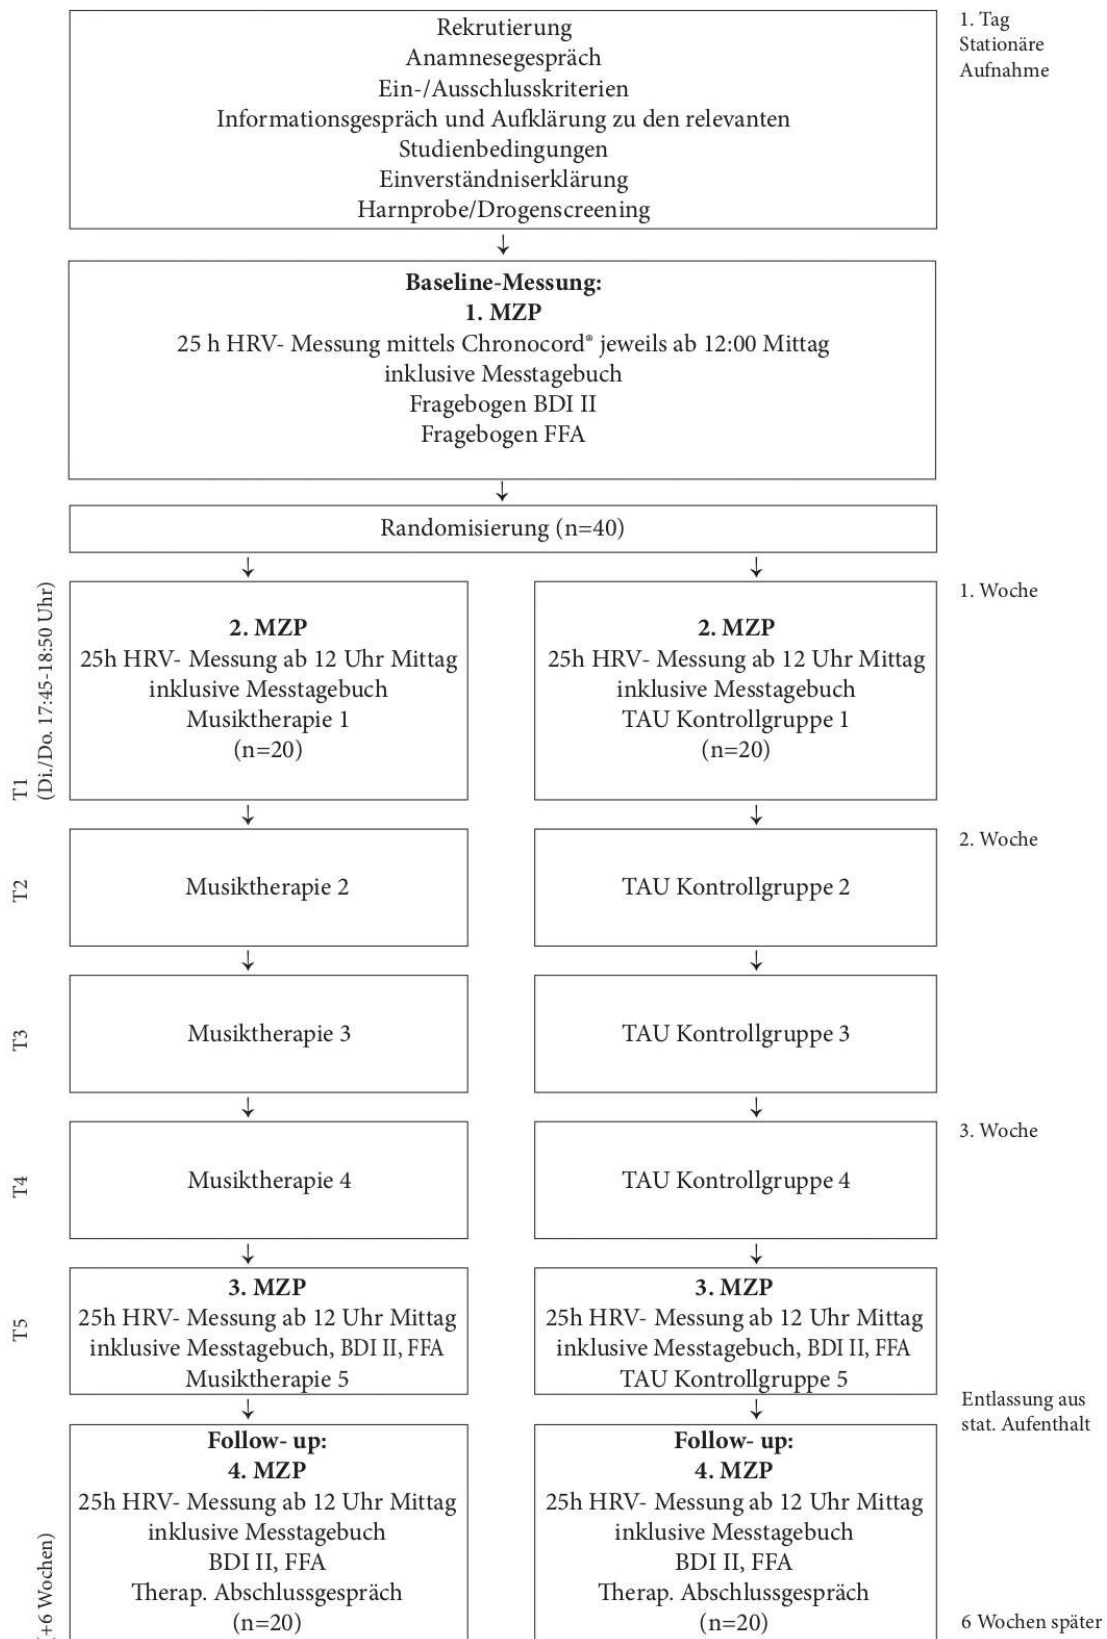 Rekrutierung
Anamnesegespräch
Ein-/Ausschlusskriterien
Informationsgespräch und Aufklärung zu den relevanten
Studienbedingungen
Einverständniserklärung
Harnprobe/Drogenscreening
1. Tag
Stationäre
Aufnahme
↓
Baseline-Messung:
1. MZP
25 h HRV- Messung mittels Chronocord® jeweils ab 12:00 Mittag
inklusive Messtagebuch
Fragebogen BDI II
Fragebogen FFA
↓
Randomisierung (n=40)
↓ ↓
T1
(Di./Do. 17:45-18:50 Uhr)
2. MZP
25h HRV- Messung ab 12 Uhr Mittag
inklusive Messtagebuch
Musiktherapie 1
(n=20)
2. MZP
25h HRV- Messung ab 12 Uhr Mittag
inklusive Messtagebuch
TAU Kontrollgruppe 1
(n=20)
1. Woche
↓ ↓
T2
Musiktherapie 2
TAU Kontrollgruppe 2
2. Woche
↓ ↓
T3
Musiktherapie 3
TAU Kontrollgruppe 3
↓ ↓
T4
Musiktherapie 4
TAU Kontrollgruppe 4
3. Woche
↓ ↓
T5
3. MZP
25h HRV- Messung ab 12 Uhr Mittag
inklusive Messtagebuch, BDI II, FFA
Musiktherapie 5
3. MZP
25h HRV- Messung ab 12 Uhr Mittag
inklusive Messtagebuch, BDI II, FFA
TAU Kontrollgruppe 5
Entlassung aus
stat. Aufenthalt
↓ ↓
+6 Wochen)
Follow- up:
4. MZP
25h HRV- Messung ab 12 Uhr Mittag
inklusive Messtagebuch
BDI II, FFA
Therap. Abschlussgespräch
(n=20)
Follow- up:
4. MZP
25h HRV- Messung ab 12 Uhr Mittag
inklusive Messtagebuch
BDI II, FFA
Therap. Abschlussgespräch
(n=20)
6 Wochen später